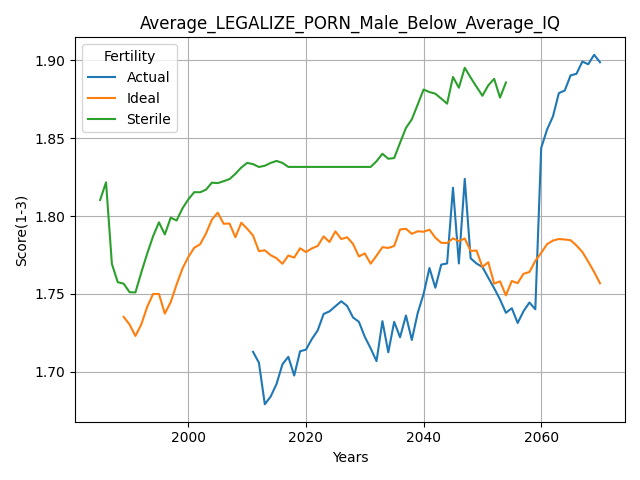 Average_LEGALIZE_PORN_Male_Below_Average_IQ
Fertility
Actual
Ideal
Sterile
Score(1-3)
1.90
1.85
1.80
1.75
1.70
2000
2020
2040
2060
Years